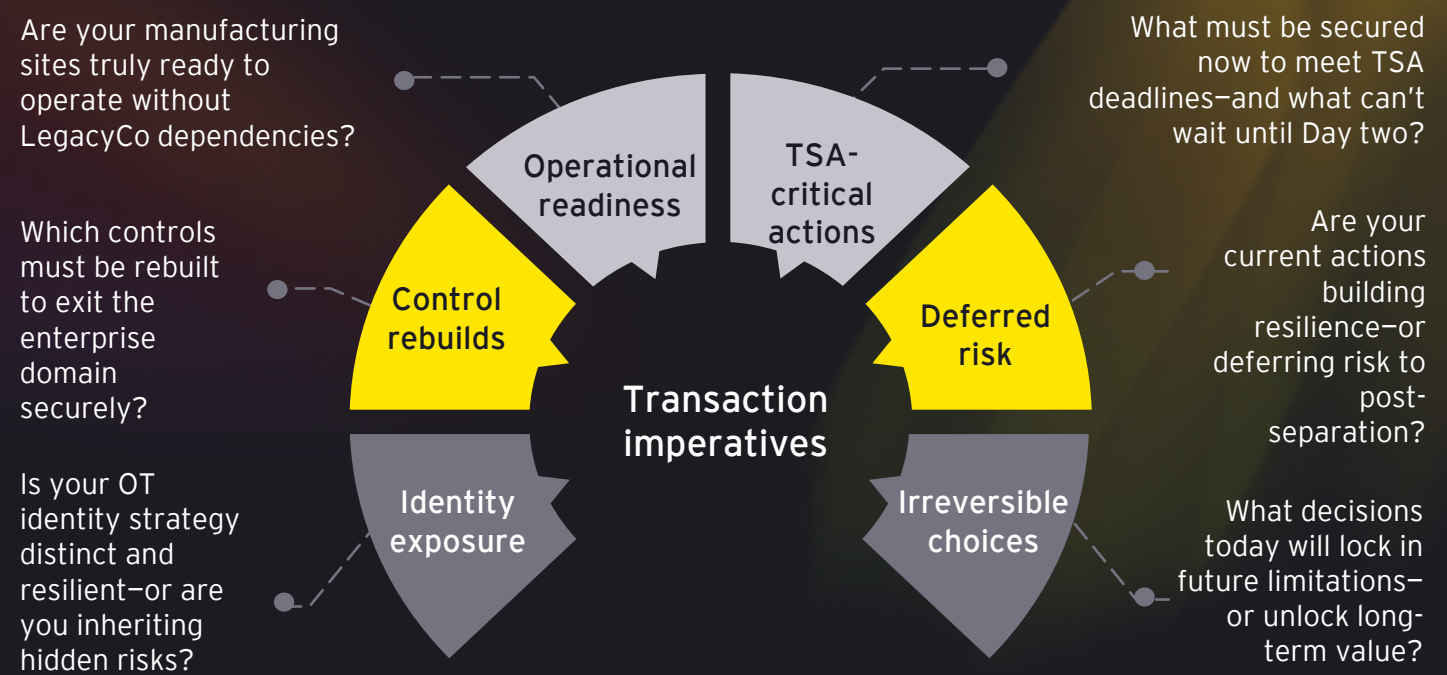 Are your manufacturing
sites truly ready to
operate without
LegacyCo dependencies?
What must be secured
now to meet TSA
deadlines—and what can't
wait until Day two?
Operational
readiness
TSA-
critical
actions
Which controls
must be rebuilt
to exit the
enterprise
domain
securely?
Control
rebuilds
Deferred
risk
Are your
current actions
building
resilience—or
deferring risk to
post-
separation?
Transaction
imperatives
Is your OT
identity strategy
distinct and
resilient—or are
you inheriting
hidden risks?
Identity
exposure
Irreversible
choices
What decisions
today will lock in
future limitations—
or unlock long-
term value?